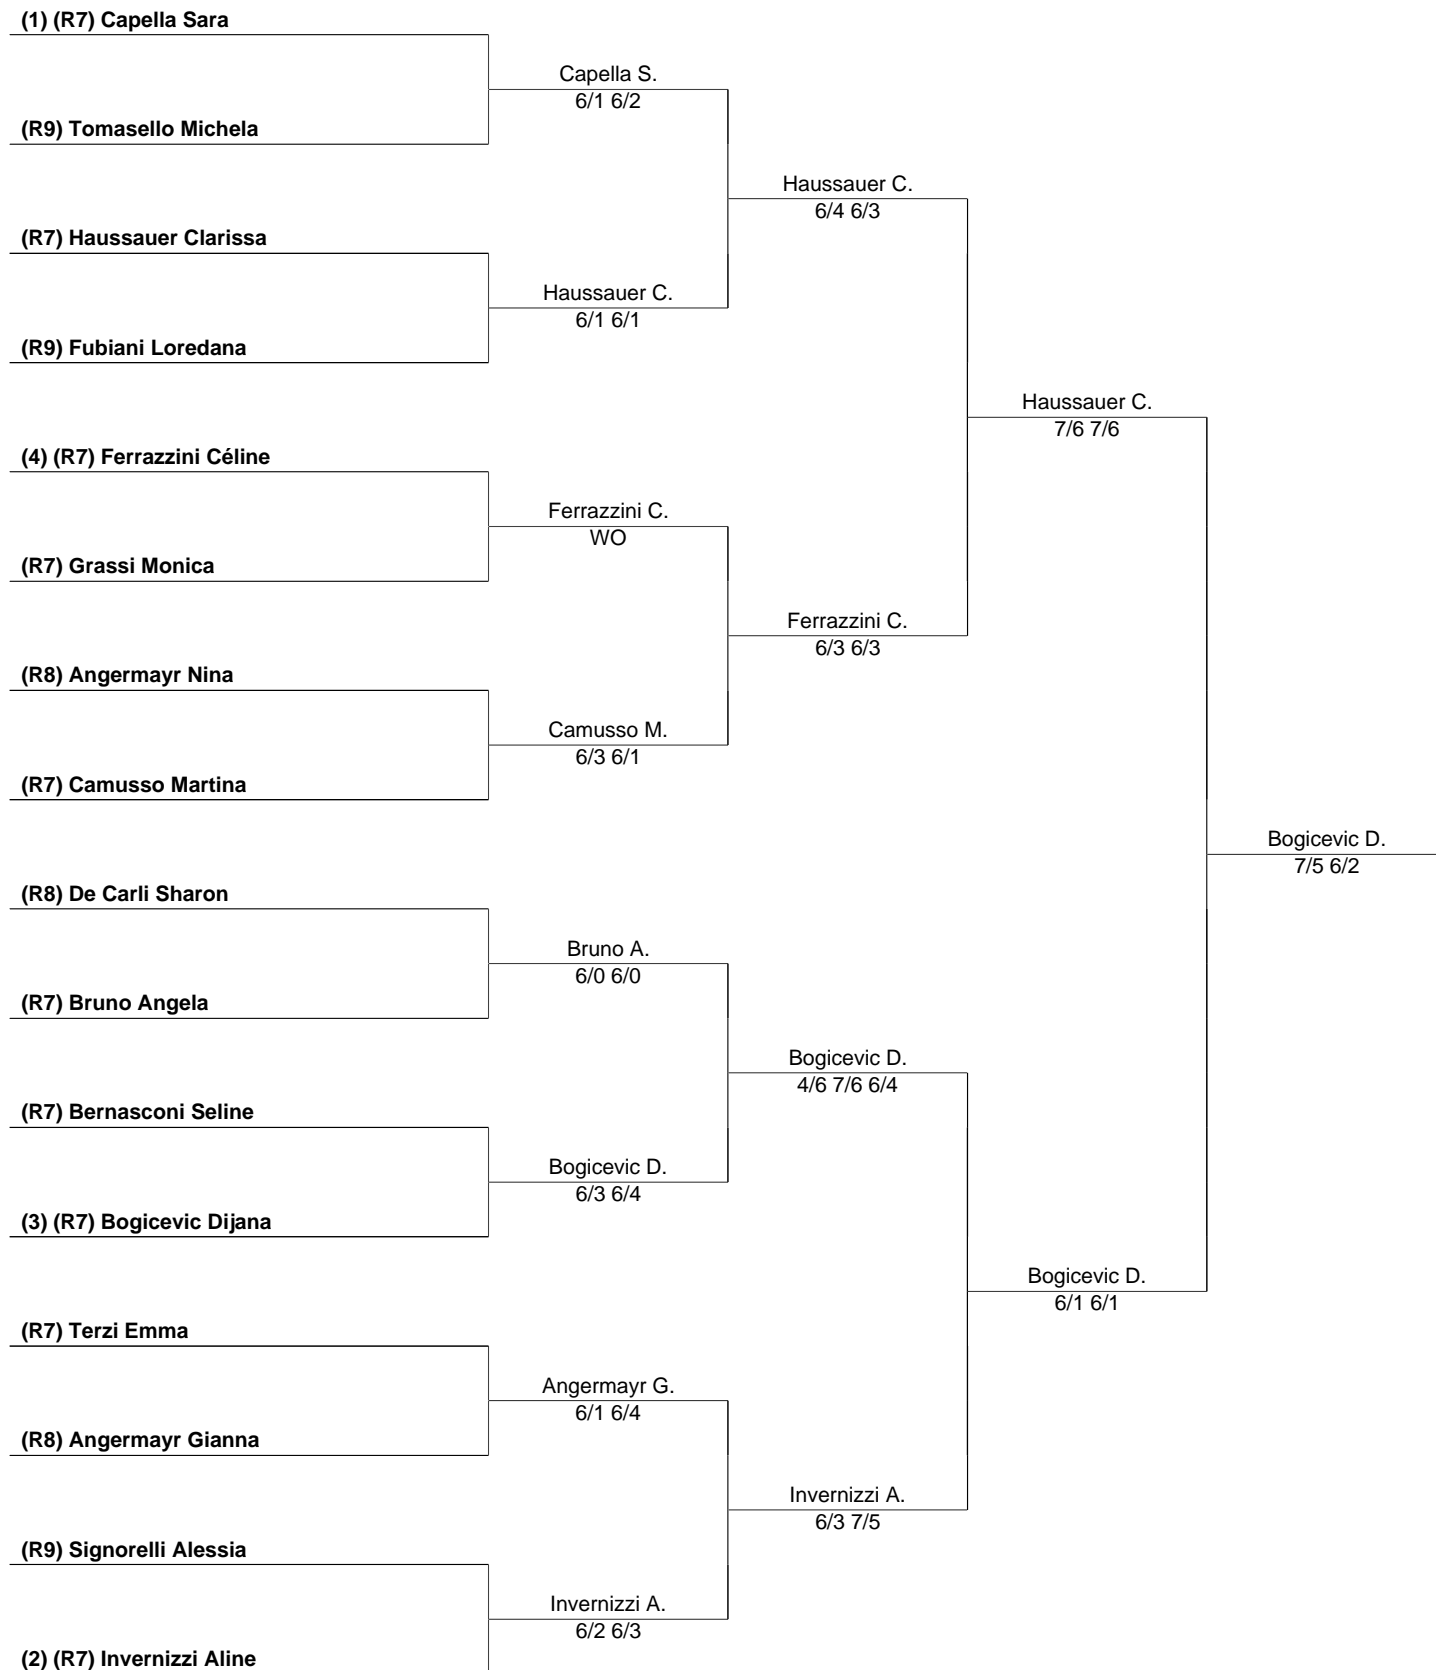 (1) (R7) Capella Sara
Capella S.
6/1 6/2
(R9) Tomasello Michela
Haussauer C.
6/4 6/3
(R7) Haussauer Clarissa
Haussauer C.
6/1 6/1
(R9) Fubiani Loredana
Haussauer C.
7/6 7/6
(4) (R7) Ferrazzini Céline
Ferrazzini C.
WO
(R7) Grassi Monica
Ferrazzini C.
6/3 6/3
(R8) Angermayr Nina
Camusso M.
6/3 6/1
(R7) Camusso Martina
Bogicevic D.
7/5 6/2
(R8) De Carli Sharon
Bruno A.
6/0 6/0
(R7) Bruno Angela
Bogicevic D.
4/6 7/6 6/4
(R7) Bernasconi Seline
Bogicevic D.
6/3 6/4
(3) (R7) Bogicevic Dijana
Bogicevic D.
6/1 6/1
(R7) Terzi Emma
Angermayr G.
6/1 6/4
(R8) Angermayr Gianna
Invernizzi A.
6/3 7/5
(R9) Signorelli Alessia
Invernizzi A.
6/2 6/3
(2) (R7) Invernizzi Aline